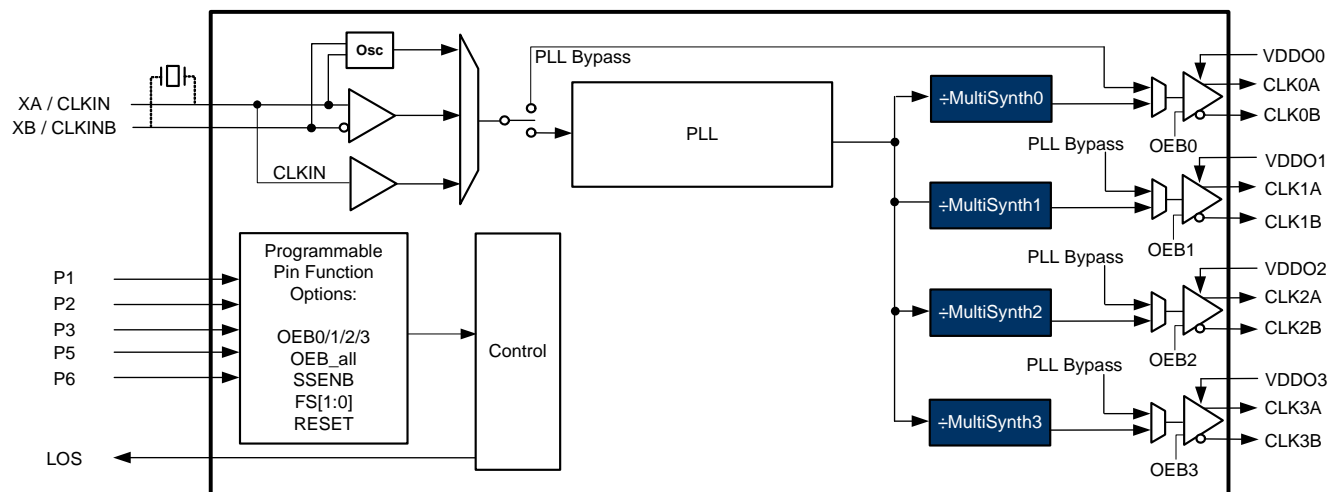 XA / CLKIN
XB / CLKINB
Osc
CLKIN
PLL Bypass
PLL
÷MultiSynth0
VDDO0
CLK0A
CLK0B
OEB0
PLL Bypass
÷MultiSynth1
VDDO1
CLK1A
CLK1B
OEB1
PLL Bypass
÷MultiSynth2
VDDO2
CLK2A
CLK2B
OEB2
PLL Bypass
÷MultiSynth3
VDDO3
CLK3A
CLK3B
OEB3
P1
P2
P3
P5
P6
LOS
Programmable
Pin Function
Options:
OEB0/1/2/3
OEB_all
SSENB
FS[1:0]
RESET
Control